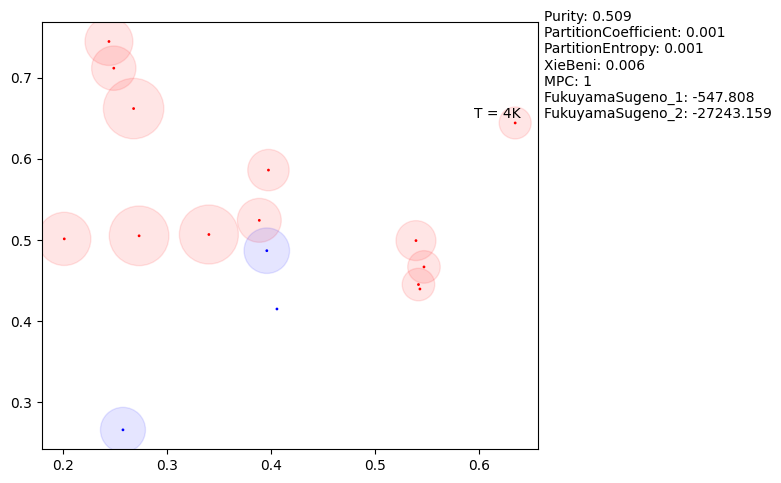 Purity: 0.509
PartitionCoefficient: 0.001
PartitionEntropy: 0.001
XieBeni: 0.006
MPC: 1
FukuyamaSugeno_1: -547.808
FukuyamaSugeno_2: -27243.159
T = 4K
0.7
0.6
0.5
0.4
0.3
0.2 0.3 0.4 0.5 0.6